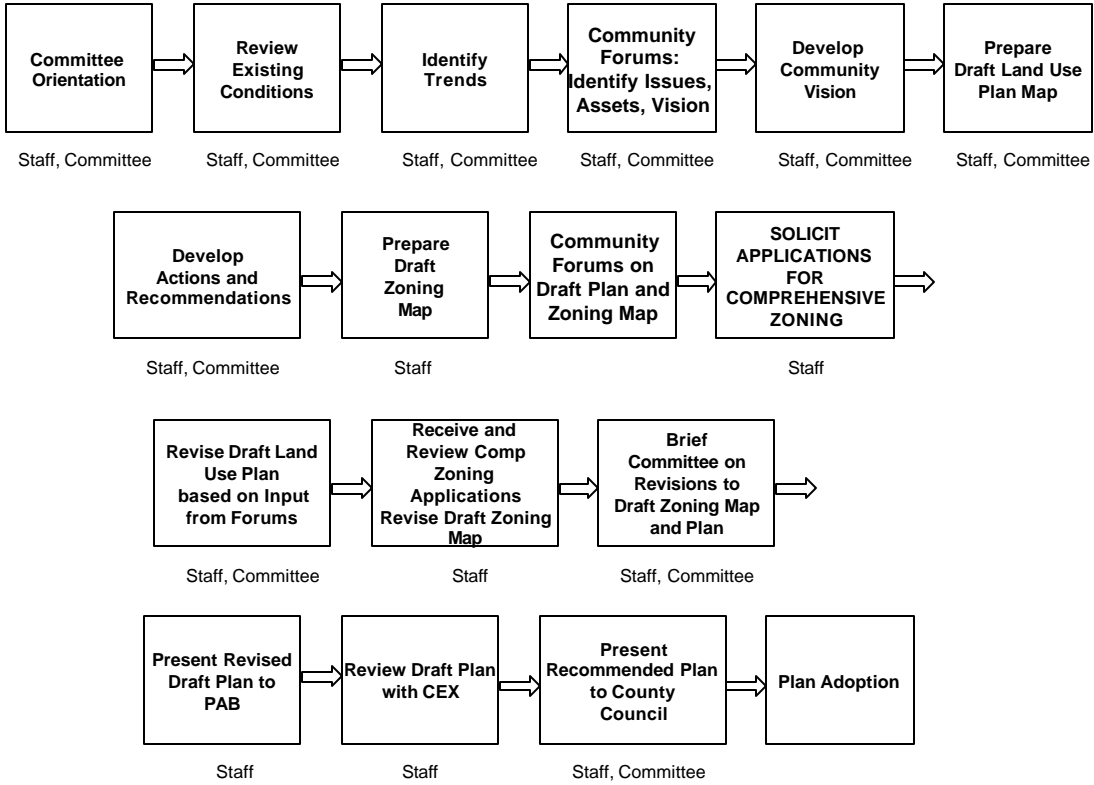 Committee
Orientation
Review
Existing
Conditions
Identify
Trends
Community
Forums:
Identify Issues,
Assets, Vision
Develop
Community
Vision
Prepare
Draft Land Use
Plan Map
Staff, Committee
Staff, Committee
Staff, Committee
Staff, Committee
Staff, Committee
Staff, Committee
Develop
Actions and
Recommendations
Prepare
Draft
Zoning
Map
Community
Forums on
Draft Plan and
Zoning Map
SOLICIT
APPLICATIONS
FOR
COMPREHENSIVE
ZONING
Staff, Committee
Staff
Staff
Revise Draft Land
Use Plan
based on Input
from Forums
Receive and
Review Comp
Zoning
Applications
Revise Draft Zoning
Map
Brief
Committee on
Revisions to
Draft Zoning Map
and Plan
Staff, Committee
Staff
Staff, Committee
Present Revised
Draft Plan to
PAB
Review Draft Plan
with CEX
Present
Recommended Plan
to County
Council
Plan Adoption
Staff
Staff
Staff, Committee